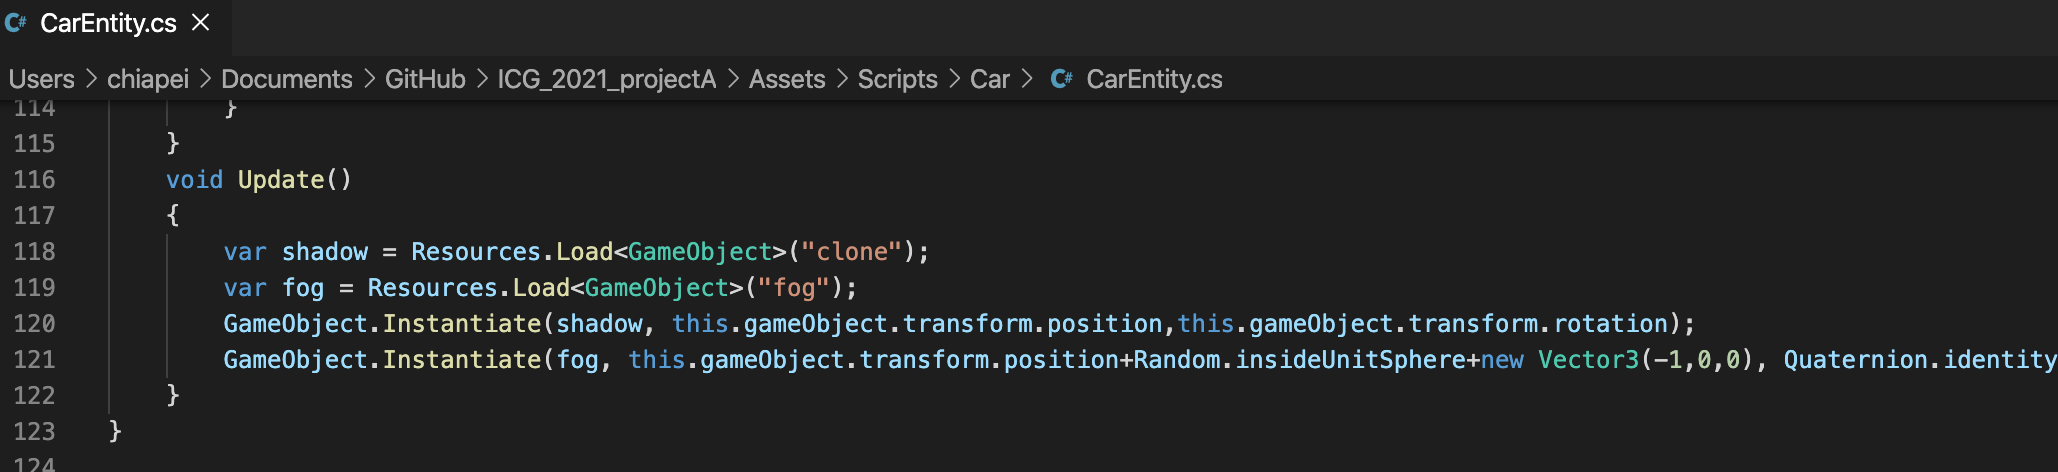 C# CarEntity.cs ×
Users > chiapei > Documents > GitHub > ICG_2021_projectA > Assets > Scripts > Car > C# CarEntity.cs
114 }
115 }
116 void Update()
117 {
118 var shadow = Resources.Load<GameObject>("clone");
119 var fog = Resources.Load<GameObject>("fog");
120 GameObject.Instantiate(shadow, this.gameObject.transform.position,this.gameObject.transform.rotation);
121 GameObject.Instantiate(fog, this.gameObject.transform.position+Random.insideUnitSphere+new Vector3(-1,0,0), Quaternion.identity
122 }
123 }
124